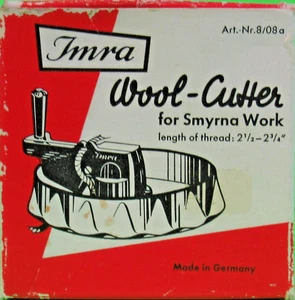 Imra
Art.-Nr.8/08a
Wool-Cutter
for Smyrna Work
length of thread: 2½–2¾"
Imra
Made in Germany